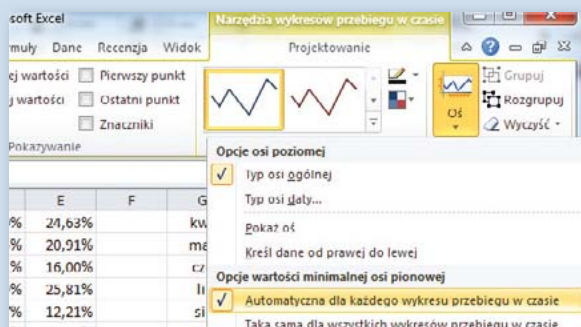 soft Excel
Narzędzia wykresów przebiegu w czasie
muły Dane Recenzja Widok Projektowanie
ej wartości Pierwszy punkt
j wartości Ostatni punkt
Znaczniki
Pokazywanie
Oś
Grupuj
Rozgrupuj
Wyczyść
Opcje osi poziomej
Typ osi ogólnej
Typ osi daty...
Pokaż oś
Kreśl dane od prawej do lewej
Opcje wartości minimalnej osi pionowej
Automatyczna dla każdego wykresu przebiegu w czasie
Taka sama dla wszystkich wykresów przebiegu w czasie
E F G
% 24,63% kw
% 20,91% ma
% 16,00% cz
% 25,81% li
% 12,21% si